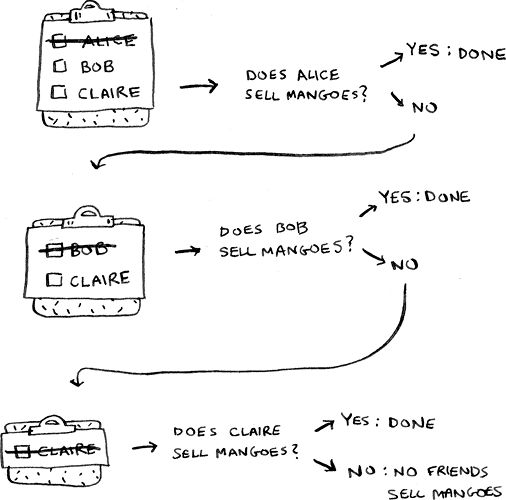 ALICE
BOB
CLAIRE
DOES ALICE
SELL MANGOES?
YES: DONE
NO
BOB
CLAIRE
DOES BOB
SELL MANGOES?
YES: DONE
NO
CLAIRE
DOES CLAIRE
SELL MANGOES?
YES: DONE
NO: NO FRIENDS
SELL MANGOES